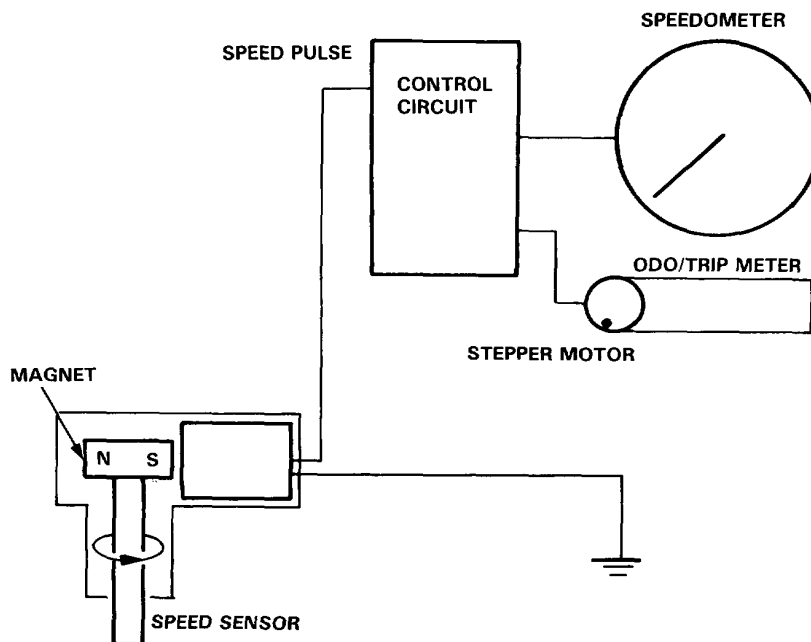 SPEEDOMETER
SPEED PULSE
CONTROL
CIRCUIT
ODO/TRIP METER
STEPPER MOTOR
MAGNET
N S
SPEED SENSOR